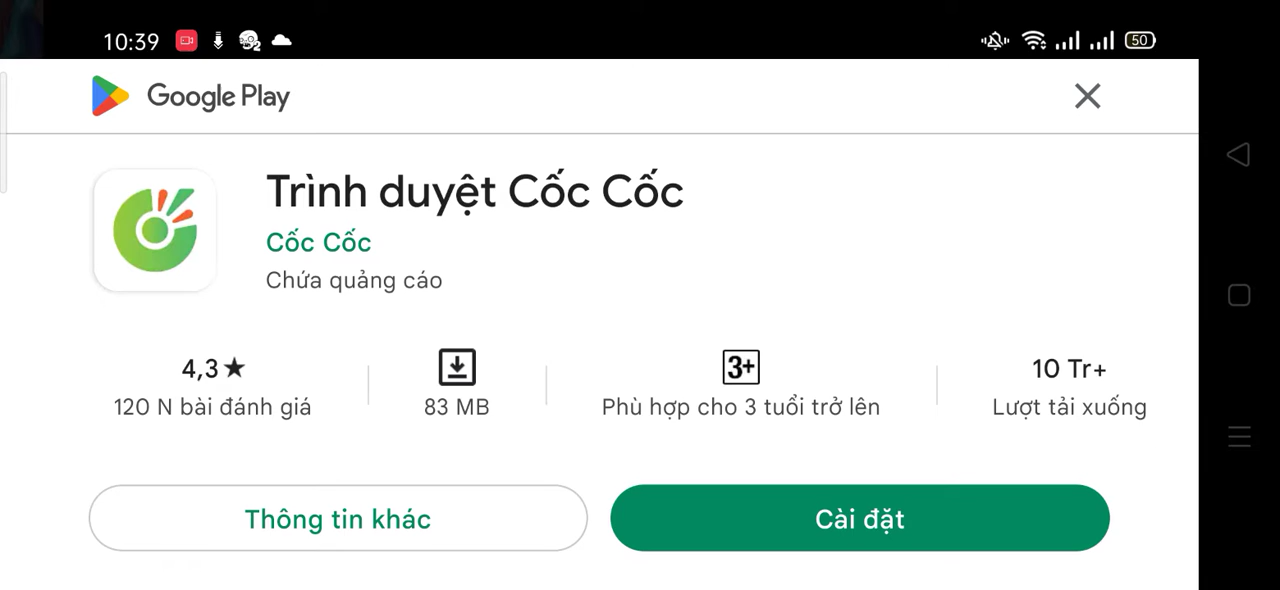 10:39
2
50
Google Play
Trình duyệt Cốc Cốc
Cốc Cốc
Chứa quảng cáo
4,3★
120 N bài đánh giá
83 MB
3+
Phù hợp cho 3 tuổi trở lên
10 Tr+
Lượt tải xuống
Thông tin khác
Cài đặt